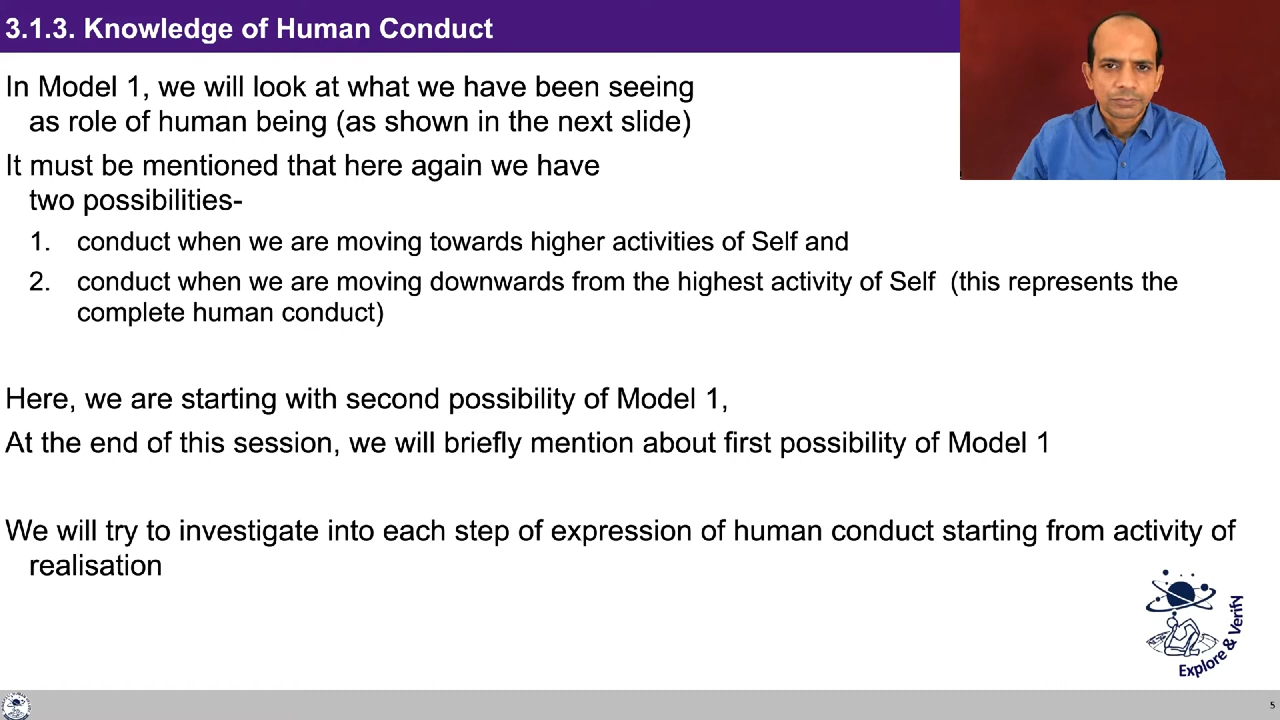 3.1.3. Knowledge of Human Conduct
In Model 1, we will look at what we have been seeing
as role of human being (as shown in the next slide)
It must be mentioned that here again we have
two possibilities-
1. conduct when we are moving towards higher activities of Self and
2. conduct when we are moving downwards from the highest activity of Self (this represents the
complete human conduct)
Here, we are starting with second possibility of Model 1,
At the end of this session, we will briefly mention about first possibility of Model 1
We will try to investigate into each step of expression of human conduct starting from activity of
realisation
Explore & Verify
5